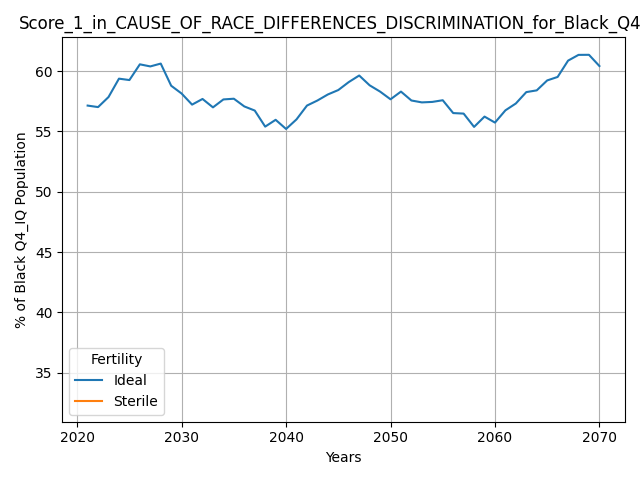 Score_1_in_CAUSE_OF_RACE_DIFFERENCES_DISCRIMINATION_for_Black_Q4
% of Black Q4_IQ Population
60
55
50
45
40
35
Fertility
Ideal
Sterile
2020 2030 2040 2050 2060 2070
Years